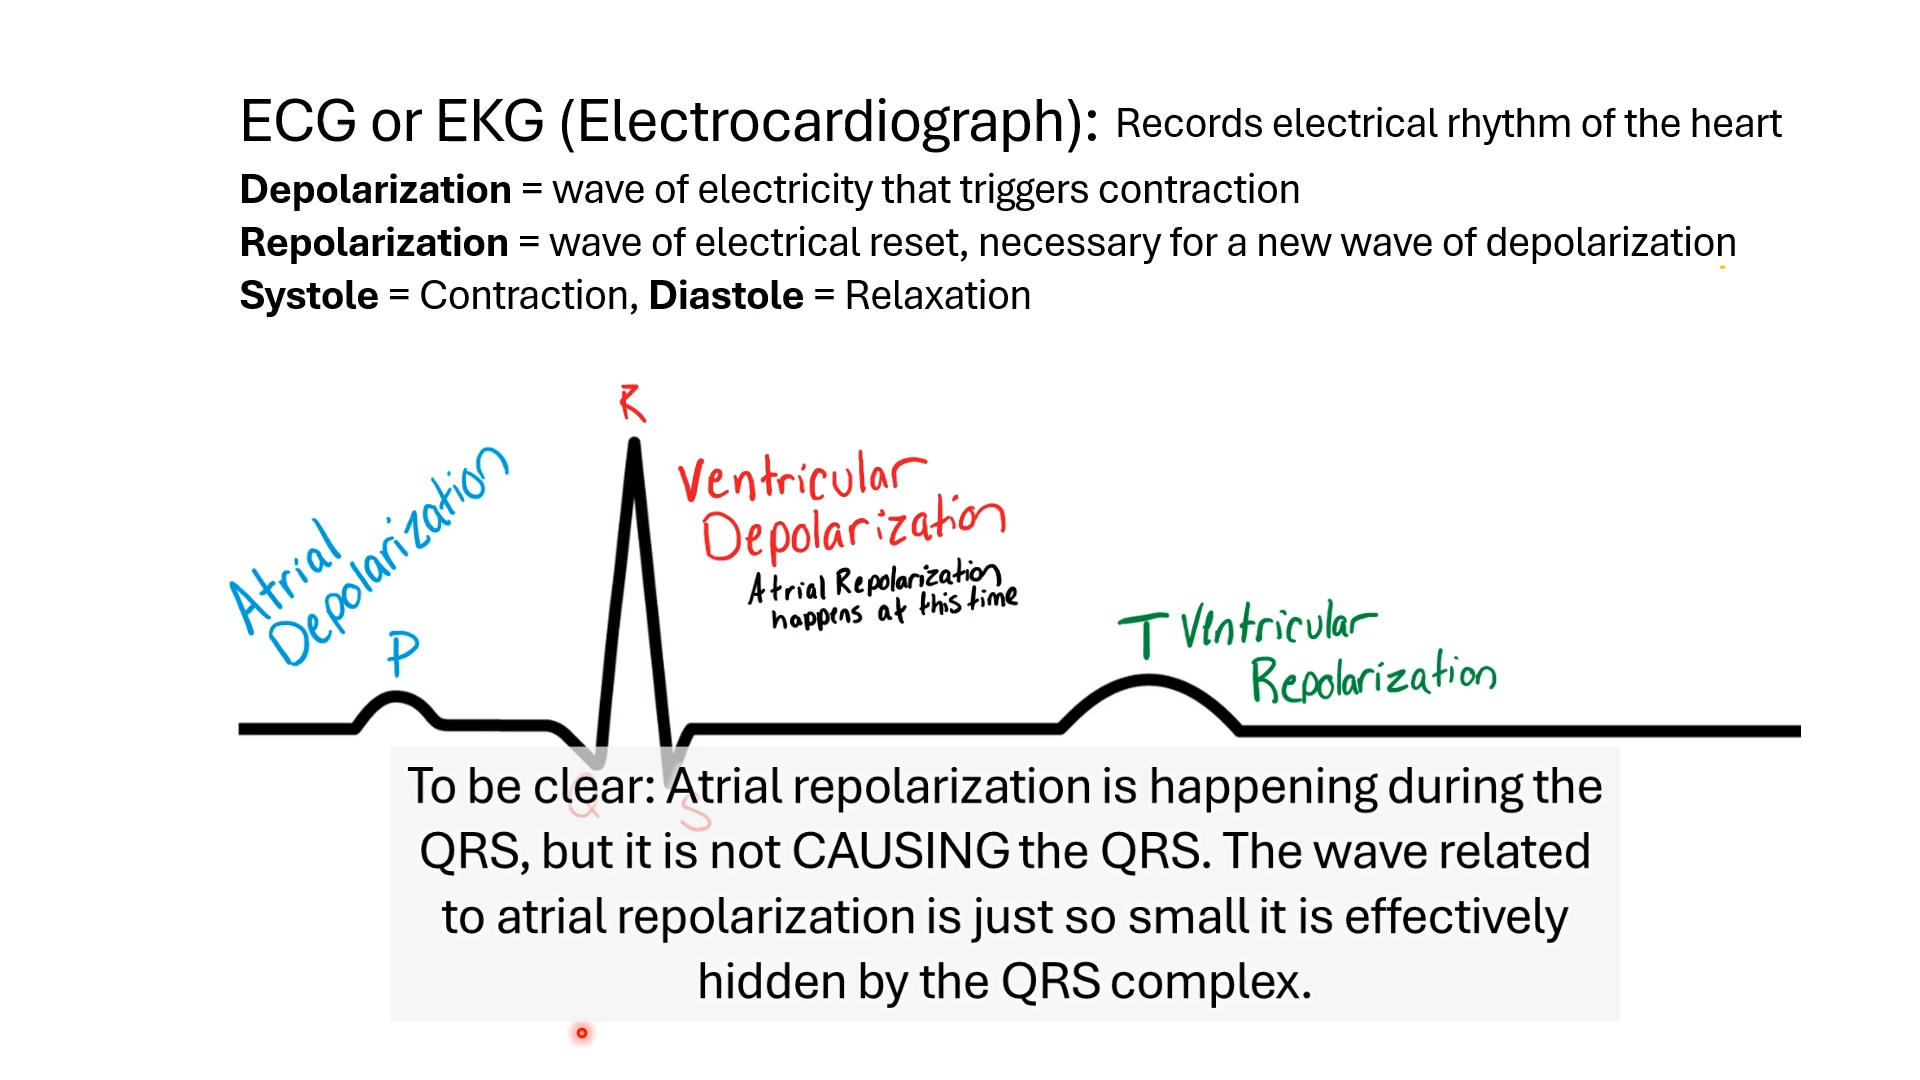 ECG or EKG (Electrocardiograph): Records electrical rhythm of the heart
Depolarization = wave of electricity that triggers contraction
Repolarization = wave of electrical reset, necessary for a new wave of depolarization
Systole = Contraction, Diastole = Relaxation
R
Atrial
Depolarization
P
Ventricular
Depolarization
Atrial Repolarization
happens at this time
T Ventricular
Repolarization
Q
S
To be clear: Atrial repolarization is happening during the
QRS, but it is not CAUSING the QRS. The wave related
to atrial repolarization is just so small it is effectively
hidden by the QRS complex.